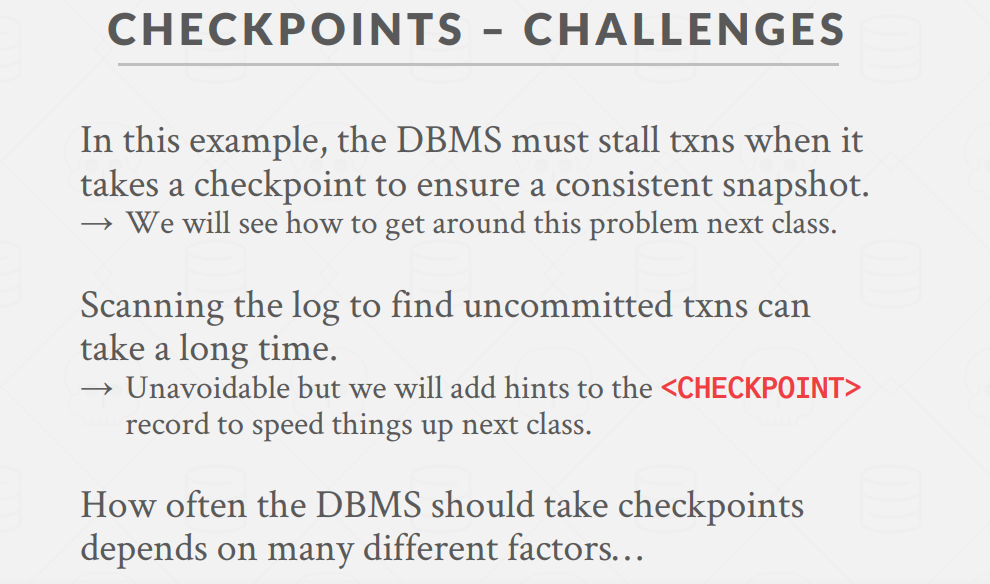 CHECKPOINTS – CHALLENGES
In this example, the DBMS must stall txns when it
takes a checkpoint to ensure a consistent snapshot.
→ We will see how to get around this problem next class.
Scanning the log to find uncommitted txns can
take a long time.
→ Unavoidable but we will add hints to the <CHECKPOINT>
record to speed things up next class.
How often the DBMS should take checkpoints
depends on many different factors…